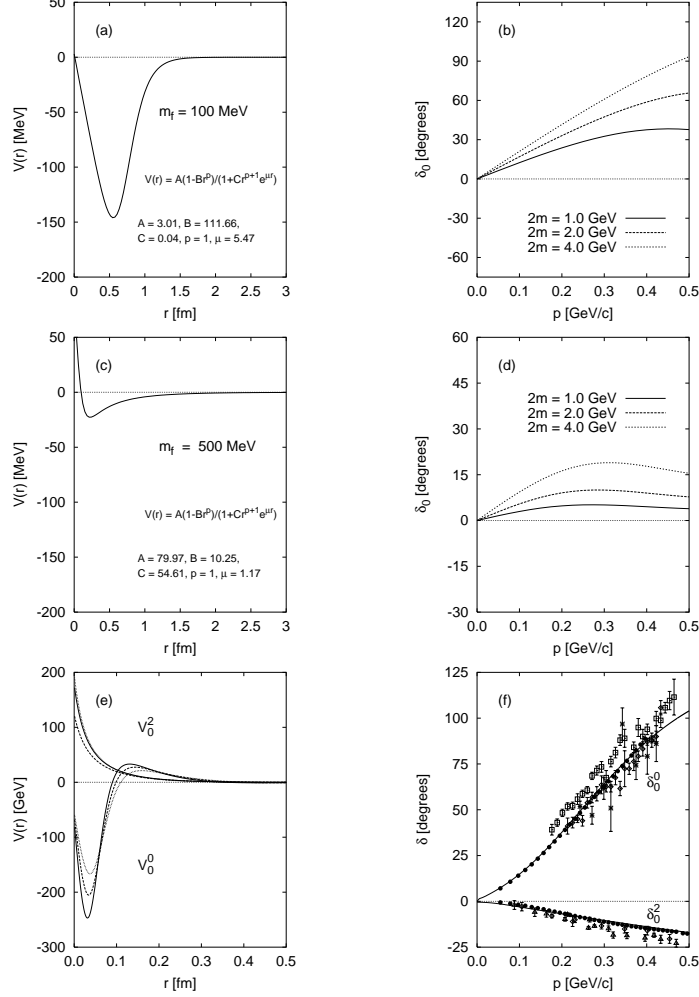 (a)
V(r) [MeV]
50
0
-50
-100
-150
-200
m_f = 100 MeV
V(r) = A(1-Br^p)/(1+Cr^{p+1}e^{μr})
A = 3.01, B = 111.66,
C = 0.04, p = 1, μ = 5.47
0 0.5 1 1.5 2 2.5 3
r [fm]
(b)
δ_0 [degrees]
120
90
60
30
0
-30
-60
2m = 1.0 GeV
2m = 2.0 GeV
2m = 4.0 GeV
0.0 0.1 0.2 0.3 0.4 0.5
p [GeV/c]
(c)
V(r) [MeV]
50
0
-50
-100
-150
-200
m_f = 500 MeV
V(r) = A(1-Br^p)/(1+Cr^{p+1}e^{μr})
A = 79.97, B = 10.25,
C = 54.61, p = 1, μ = 1.17
0 0.5 1 1.5 2 2.5 3
r [fm]
(d)
δ_0 [degrees]
60
45
30
15
0
-15
-30
2m = 1.0 GeV
2m = 2.0 GeV
2m = 4.0 GeV
0.0 0.1 0.2 0.3 0.4 0.5
p [GeV/c]
(e)
V(r) [GeV]
200
100
0
-100
-200
-300
V_0^2
V_0^0
0.0 0.1 0.2 0.3 0.4 0.5
r [fm]
(f)
δ [degrees]
125
100
75
50
25
0
-25
δ_0^0
δ_0^2
0.0 0.1 0.2 0.3 0.4 0.5
p [GeV/c]